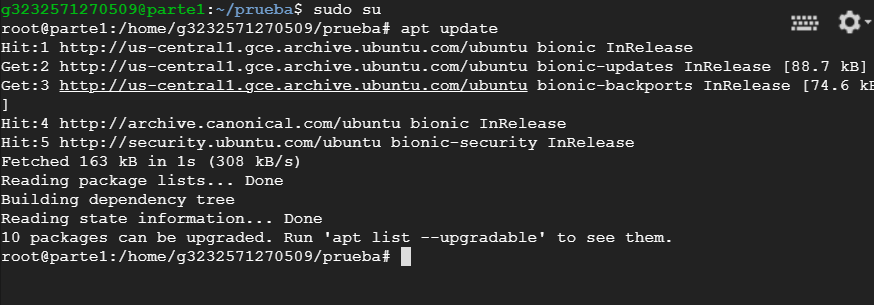 g3232571270509@parte1:~/prueba$ sudo su
root@parte1:/home/g3232571270509/prueba# apt update
Hit:1 http://us-central1.gce.archive.ubuntu.com/ubuntu bionic InRelease
Get:2 http://us-central1.gce.archive.ubuntu.com/ubuntu bionic-updates InRelease [88.7 kB]
Get:3 http://us-central1.gce.archive.ubuntu.com/ubuntu bionic-backports InRelease [74.6 kB
]
Hit:4 http://archive.canonical.com/ubuntu bionic InRelease
Hit:5 http://security.ubuntu.com/ubuntu bionic-security InRelease
Fetched 163 kB in 1s (308 kB/s)
Reading package lists... Done
Building dependency tree
Reading state information... Done
10 packages can be upgraded. Run 'apt list --upgradable' to see them.
root@parte1:/home/g3232571270509/prueba#